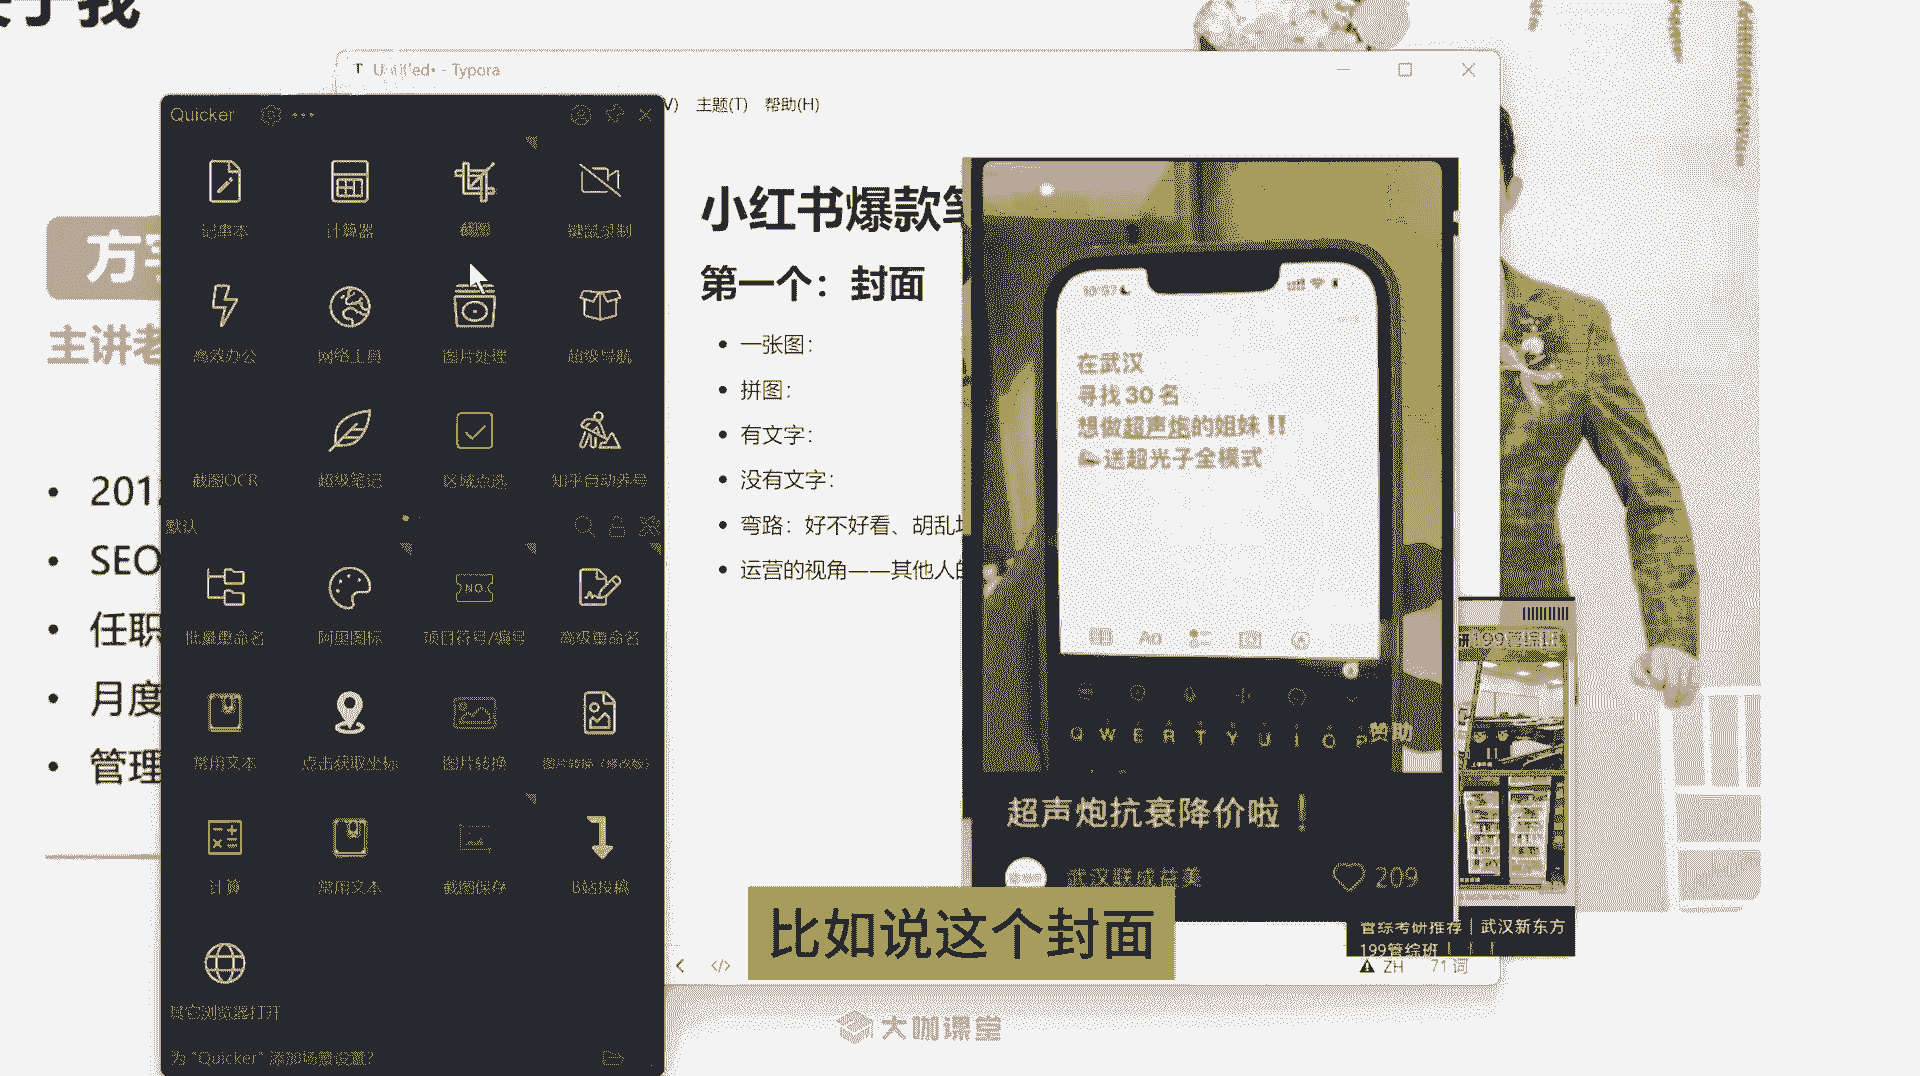 于我
Untitled• - Typora
V) 主题(T) 帮助(H)
Quicker
记事本 计算器 截图 键鼠录制
高效办公 网络工具 图片处理 超级导航
截图OCR 超级笔记 区域点选 知乎自动养号
默认
NO.
批量重命名 阿里图标 项目符号/编号 高级重命名
常用文本 点击获取坐标 图片转换 图片转换（修改版）
计算 常用文本 截图保存 B站投稿
其它浏览器打开
为 "Quicker" 添加场景设置?
主讲老
• 201
• SEO
• 任职
• 月度
• 管理
小红书爆款笔
第一个：封面
• 一张图：
• 拼图：
• 有文字：
• 没有文字：
• 弯路：好不好看、胡乱
• 运营的视角——其他人的
10:57
在武汉
寻找 30 名
想做超声炮的姐妹 !!
送超光子全模式
Aa
Q W E R T Y U I O P
赞助
超声炮抗衰降价啦！
武汉联成益美
209
研 199管综班
管综考研推荐｜武汉新东方
199管综班
ZH 71 词
</>
比如说这个封面
大咖课堂